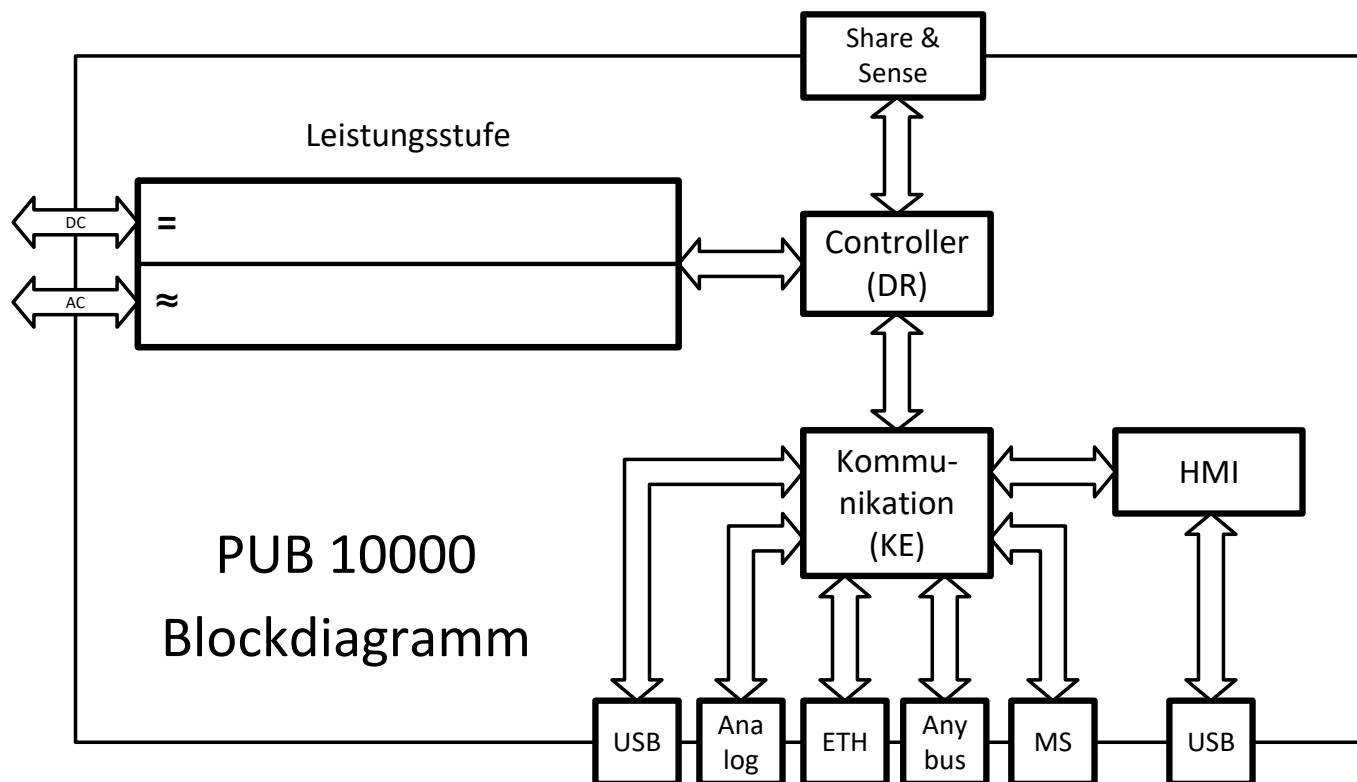 Share &
Sense
Leistungsstufe
DC
=
AC
≈
Controller
(DR)
Kommu-
nikation
(KE)
HMI
PUB 10000
Blockdiagramm
USB
Ana
log
ETH
Any
bus
MS
USB